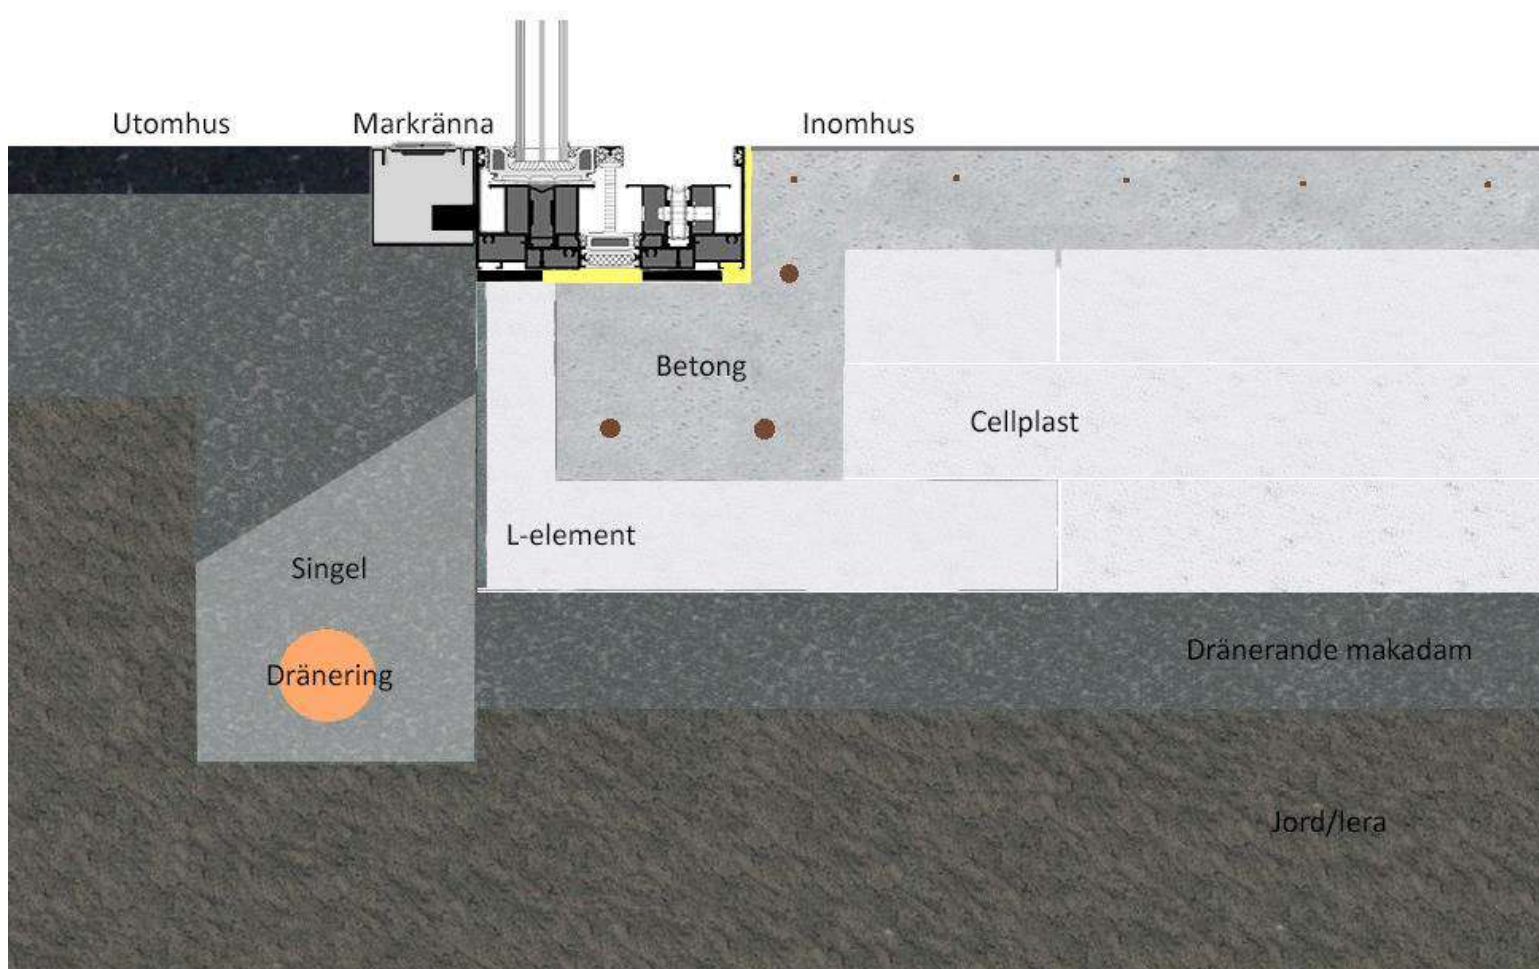 Utomhus
Markränna
Inomhus
Betong
Cellplast
L-element
Singel
Dränerande makadam
Dränering
Jord/lera